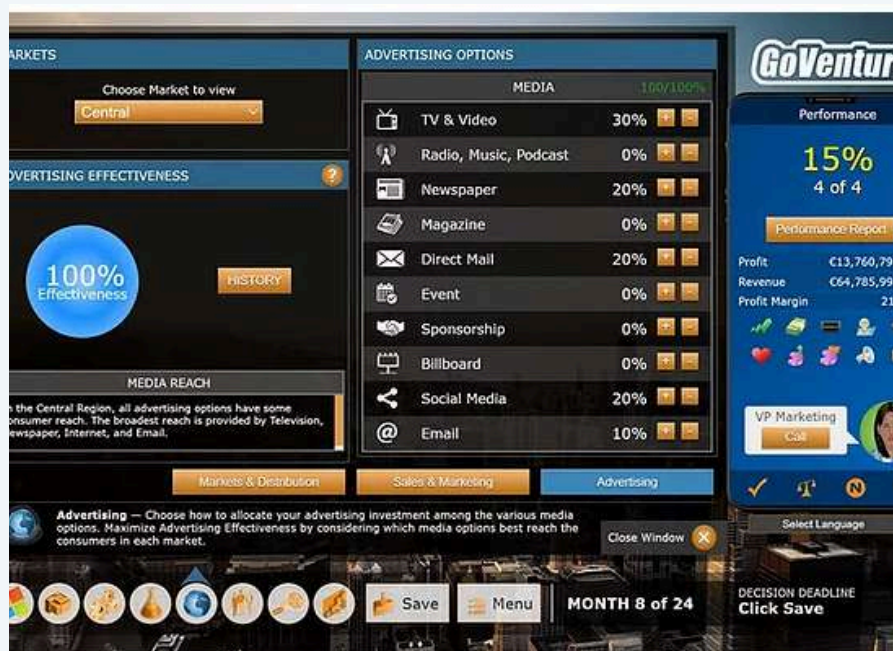 ARKETS
Choose Market to view
Central
DVERTISING EFFECTIVENESS
?
100%
Effectiveness
HISTORY
MEDIA REACH
n the Central Region, all advertising options have some
onsumer reach. The broadest reach is provided by Television,
ewspaper, Internet, and Email.
ADVERTISING OPTIONS
MEDIA 100/100%
TV & Video 30% + -
Radio, Music, Podcast 0% + -
Newspaper 20% + -
Magazine 0% + -
Direct Mail 20% + -
Event 0% + -
Sponsorship 0% + -
Billboard 0% + -
Social Media 20% + -
@ Email 10% + -
GoVentur
Performance
15%
4 of 4
Performance Report
Profit €13,760,79
Revenue €64,785,99
Profit Margin 21
VP Marketing
Call
N
Select Language
Markets & Distribution
Sales & Marketing
Advertising
Advertising — Choose how to allocate your advertising investment among the various media
options. Maximize Advertising Effectiveness by considering which media options best reach the
consumers in each market.
Close Window X
Save
Menu
MONTH 8 of 24
DECISION DEADLINE
Click Save